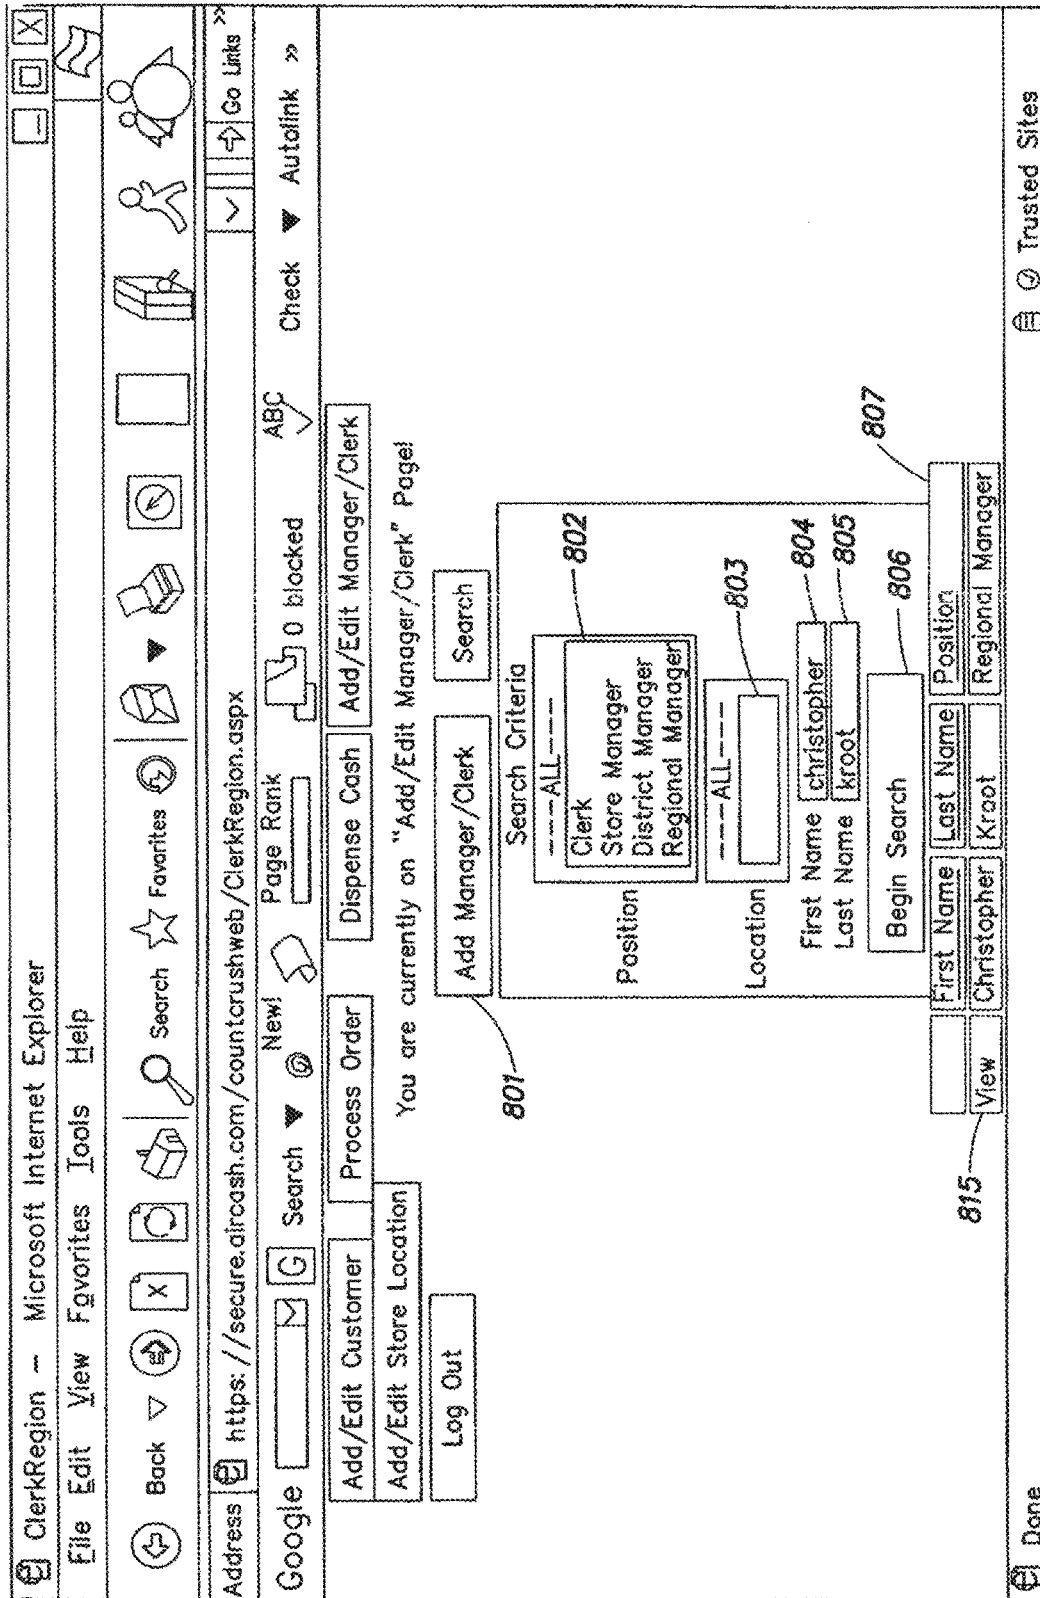 ClerkRegion – Microsoft Internet Explorer
File Edit View Favorites Tools Help
Back Search Favorites
Address https://secure.aircash.com/countorushweb/ClerkRegion.aspx Go Links »
Google G Search New! Page Rank 0 blocked ABC Check Autolink »
Add/Edit Customer Process Order Dispense Cash Add/Edit Manager/Clerk
Add/Edit Store Location
You are currently on "Add/Edit Manager/Clerk" Page!
Log Out
801 Add Manager/Clerk Search
Search Criteria
Position ----ALL---- 802
Clerk
Store Manager
District Manager
Regional Manager
Location ----ALL---- 803
First Name christopher 804
Last Name kroot 805
Begin Search 806
First Name Last Name Position 807
815 View Christopher Kroot Regional Manager
Done Trusted Sites